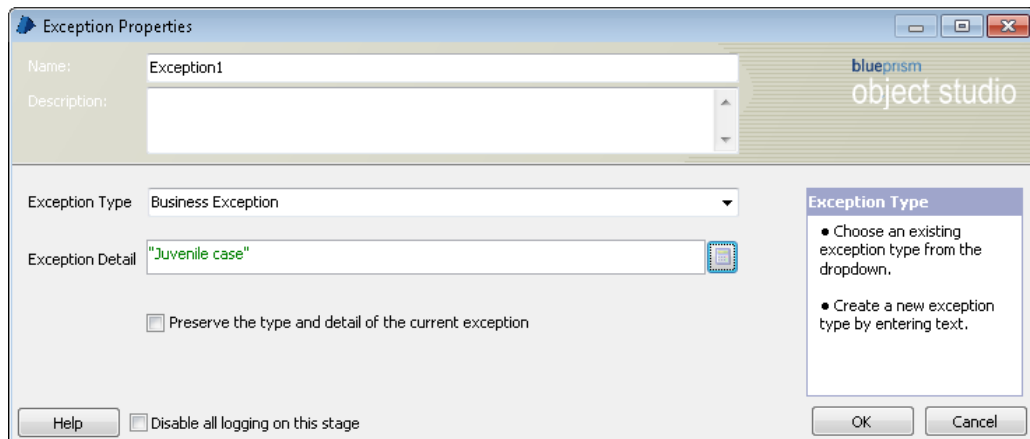 Exception Properties
Name:
Exception1
blueprism
object studio
Description:
Exception Type
Business Exception
Exception Detail
"Juvenile case"
Preserve the type and detail of the current exception
Exception Type
● Choose an existing
exception type from the
dropdown.
● Create a new exception
type by entering text.
Help
Disable all logging on this stage
OK
Cancel